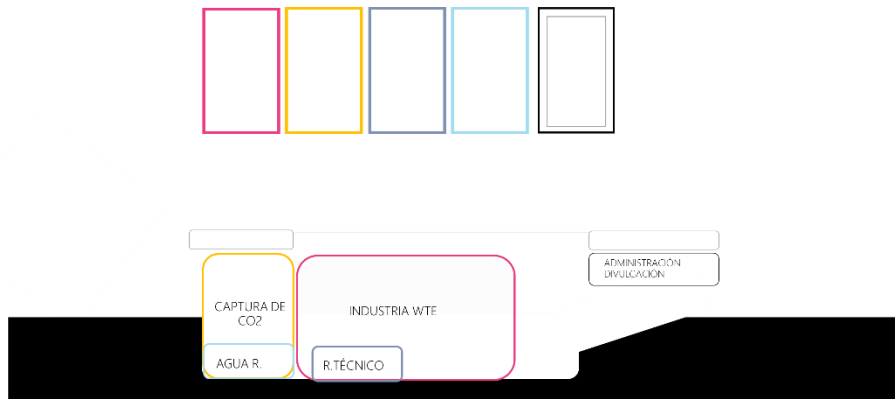 ADMINISTRACIÓN
DIVULGACIÓN
CAPTURA DE
CO2
INDUSTRIA WTE
AGUA R.
R.TÉCNICO